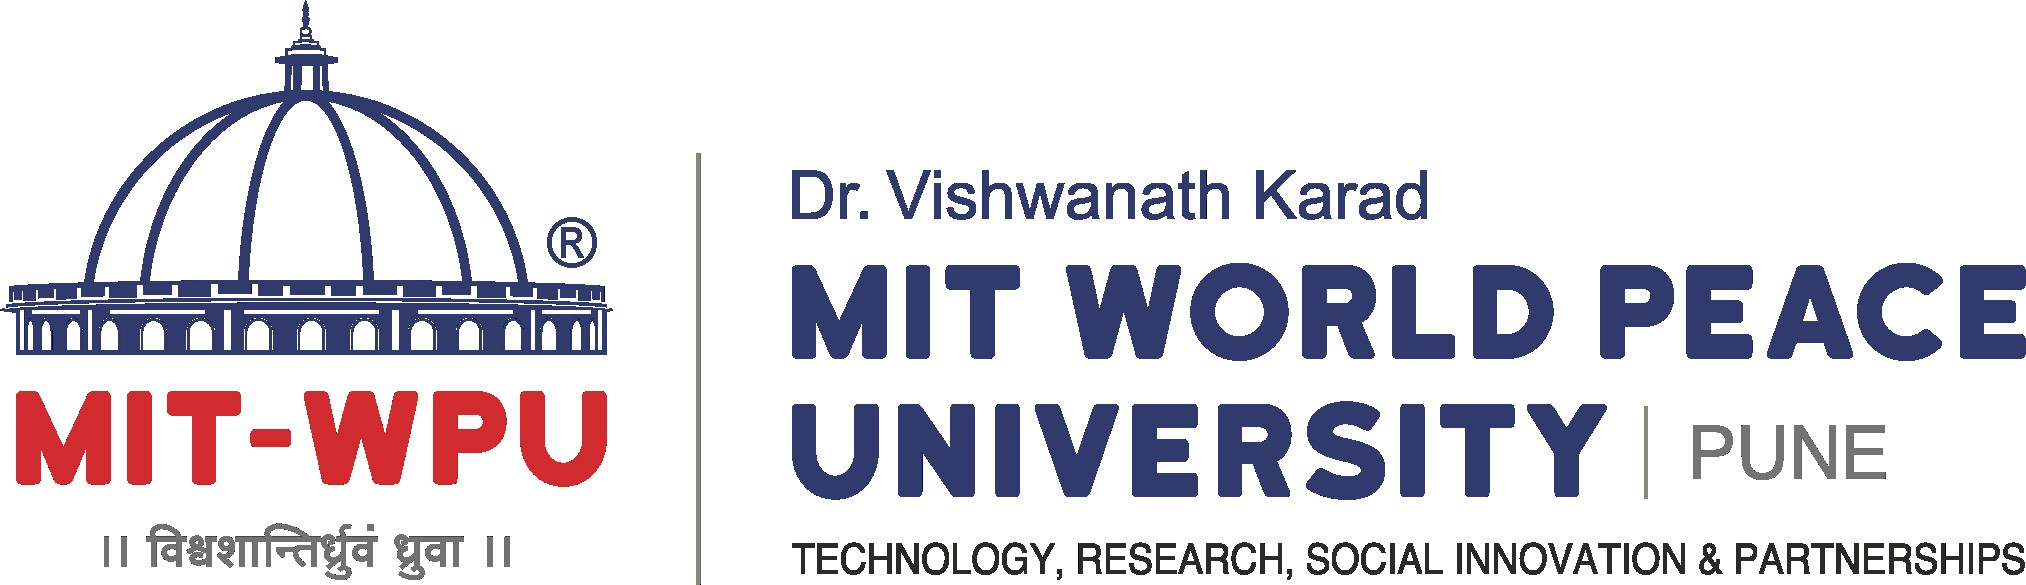 ®
MIT-WPU
।। विश्वशान्तिर्ध्रुवं ध्रुवा ।।
Dr. Vishwanath Karad
MIT WORLD PEACE
UNIVERSITY | PUNE
TECHNOLOGY, RESEARCH, SOCIAL INNOVATION & PARTNERSHIPS